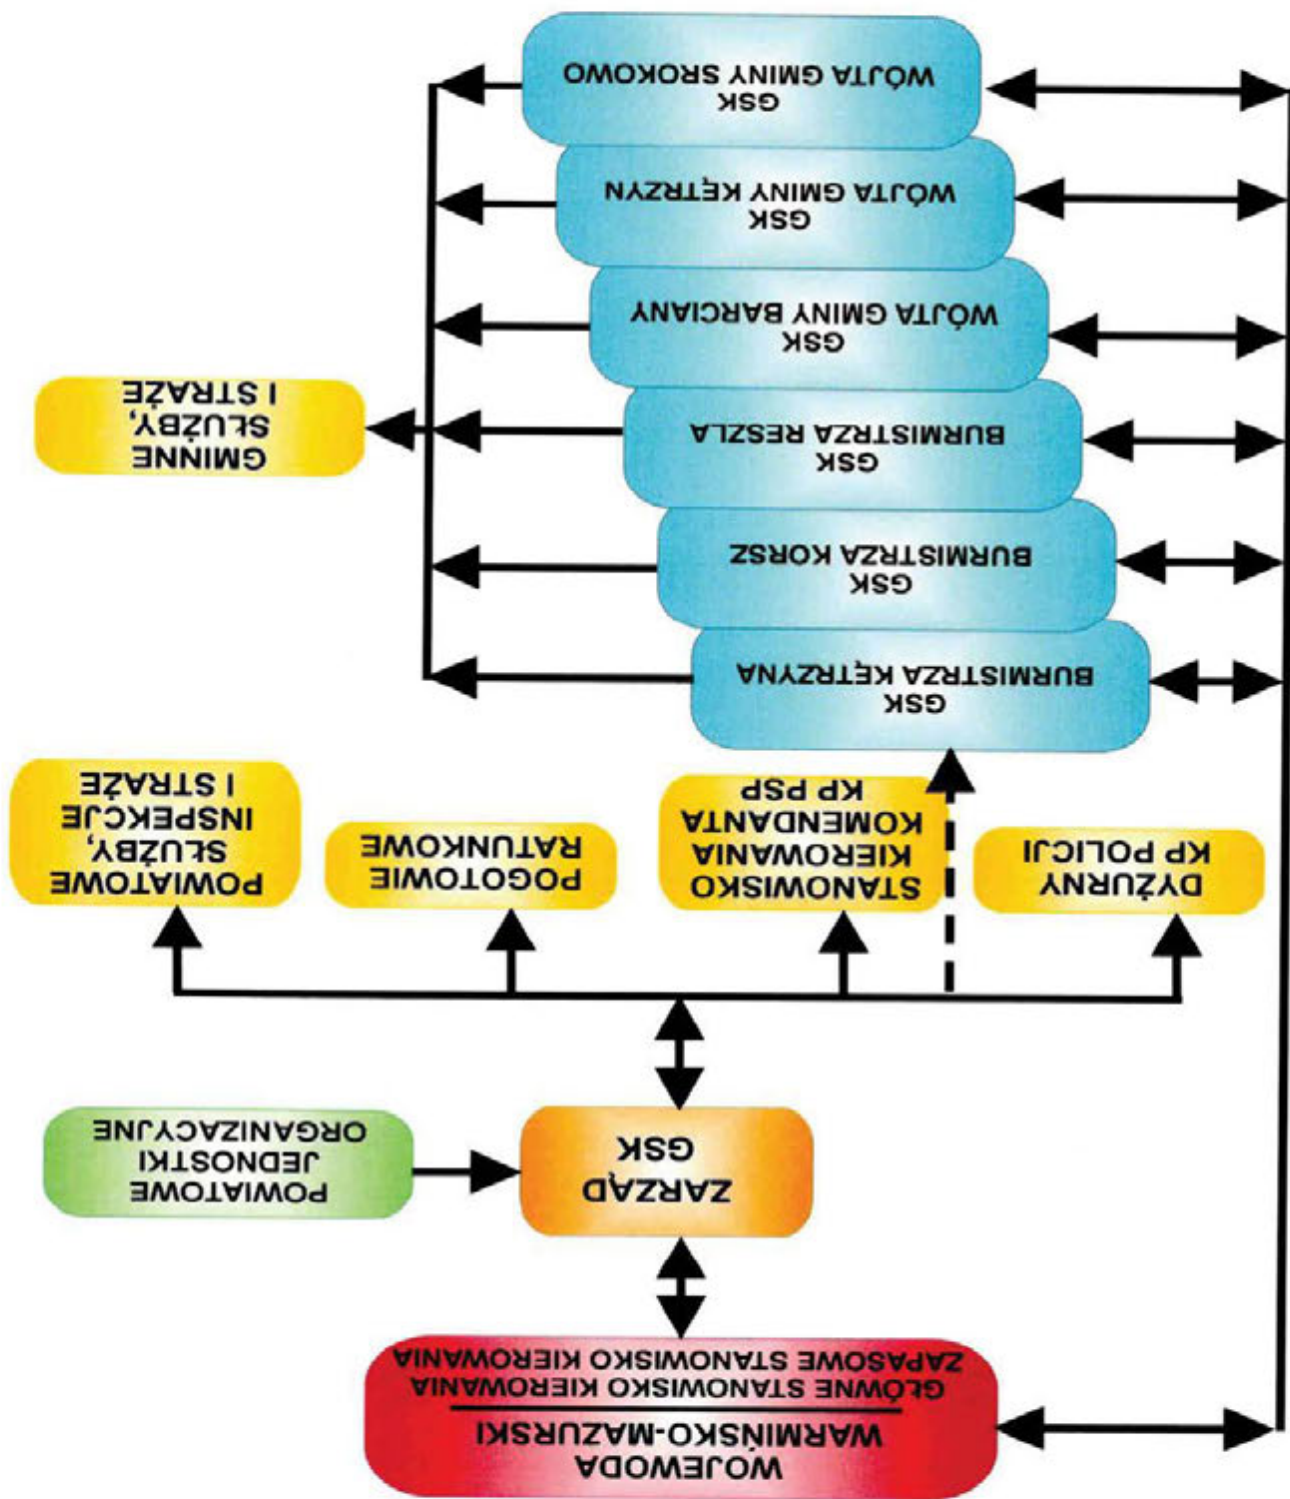 WOJEWODA
WARMIŃSKO-MAZURSKI
GŁÓWNE STANOWISKO KIEROWANIA
ZAPASOWE STANOWISKO KIEROWANIA
ZARZĄD
GSK
POWIATOWE
JEDNOSTKI
ORGANIZACYJNE
DYŻURNY
KP POLICJI
STANOWISKO
KIEROWANIA
KOMENDANTA
KP PSP
POGOTOWIE
RATUNKOWE
POWIATOWE
SŁUŻBY,
INSPEKCJE
I STRAŻE
GSK
BURMISTRZA KĘTRZYNA
GSK
BURMISTRZA KORSZ
GSK
BURMISTRZA RESZLA
GSK
WÓJTA GMINY BARCIANY
GSK
WÓJTA GMINY KĘTRZYN
GSK
WÓJTA GMINY SROKOWO
GMINNE
SŁUŻBY,
I STRAŻE